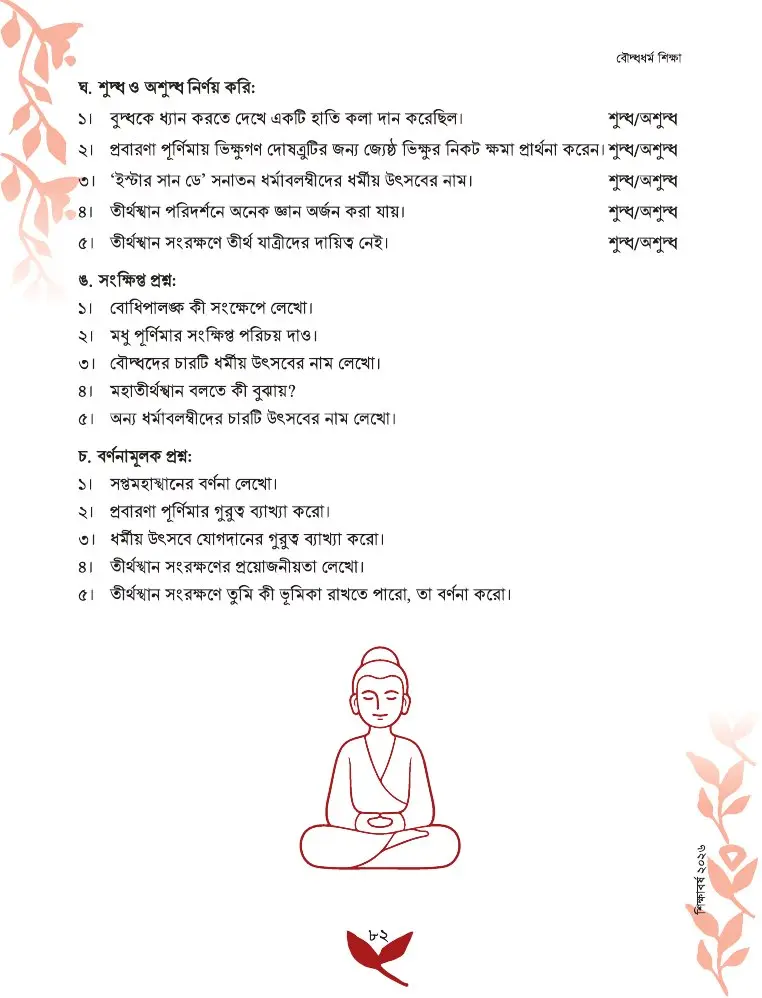 বৌদ্ধধর্ম শিক্ষা
ঘ. শুদ্ধ ও অশুদ্ধ নির্ণয় করি:
১। বুদ্ধকে ধ্যান করতে দেখে একটি হাতি কলা দান করেছিল। শুদ্ধ/অশুদ্ধ
২। প্রবারণা পূর্ণিমায় ভিক্ষুগণ দোষত্রুটির জন্য জ্যেষ্ঠ ভিক্ষুর নিকট ক্ষমা প্রার্থনা করেন। শুদ্ধ/অশুদ্ধ
৩। ‘ইস্টার সান ডে’ সনাতন ধর্মাবলম্বীদের ধর্মীয় উৎসবের নাম। শুদ্ধ/অশুদ্ধ
৪। তীর্থস্থান পরিদর্শনে অনেক জ্ঞান অর্জন করা যায়। শুদ্ধ/অশুদ্ধ
৫। তীর্থস্থান সংরক্ষণে তীর্থ যাত্রীদের দায়িত্ব নেই। শুদ্ধ/অশুদ্ধ
ঙ. সংক্ষিপ্ত প্রশ্ন:
১। বোধিপালঙ্ক কী সংক্ষেপে লেখো।
২। মধু পূর্ণিমার সংক্ষিপ্ত পরিচয় দাও।
৩। বৌদ্ধদের চারটি ধর্মীয় উৎসবের নাম লেখো।
৪। মহাতীর্থস্থান বলতে কী বুঝায়?
৫। অন্য ধর্মাবলম্বীদের চারটি উৎসবের নাম লেখো।
চ. বর্ণনামূলক প্রশ্ন:
১। সপ্তমহাস্থানের বর্ণনা লেখো।
২। প্রবারণা পূর্ণিমার গুরুত্ব ব্যাখ্যা করো।
৩। ধর্মীয় উৎসবে যোগদানের গুরুত্ব ব্যাখ্যা করো।
৪। তীর্থস্থান সংরক্ষণের প্রয়োজনীয়তা লেখো।
৫। তীর্থস্থান সংরক্ষণে তুমি কী ভূমিকা রাখতে পারো, তা বর্ণনা করো।
শিক্ষাবর্ষ ২০২৬
৮২